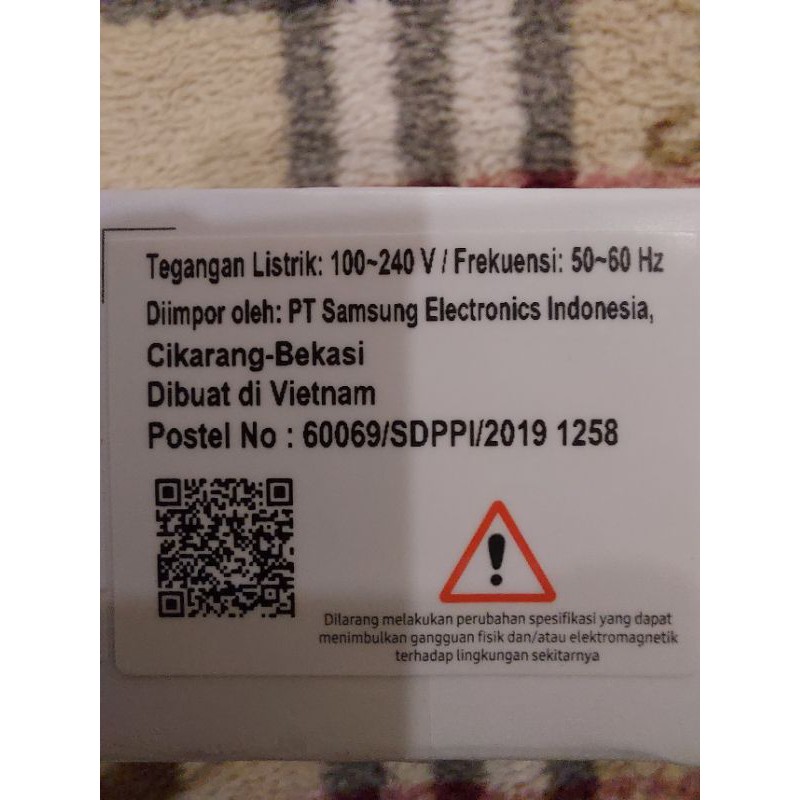 Tegangan Listrik: 100~240 V / Frekuensi: 50~60 Hz
Diimpor oleh: PT Samsung Electronics Indonesia,
Cikarang-Bekasi
Dibuat di Vietnam
Postel No : 60069/SDPPI/2019 1258
Dilarang melakukan perubahan spesifikasi yang dapat
menimbulkan gangguan fisik dan/atau elektromagnetik
terhadap lingkungan sekitarnya